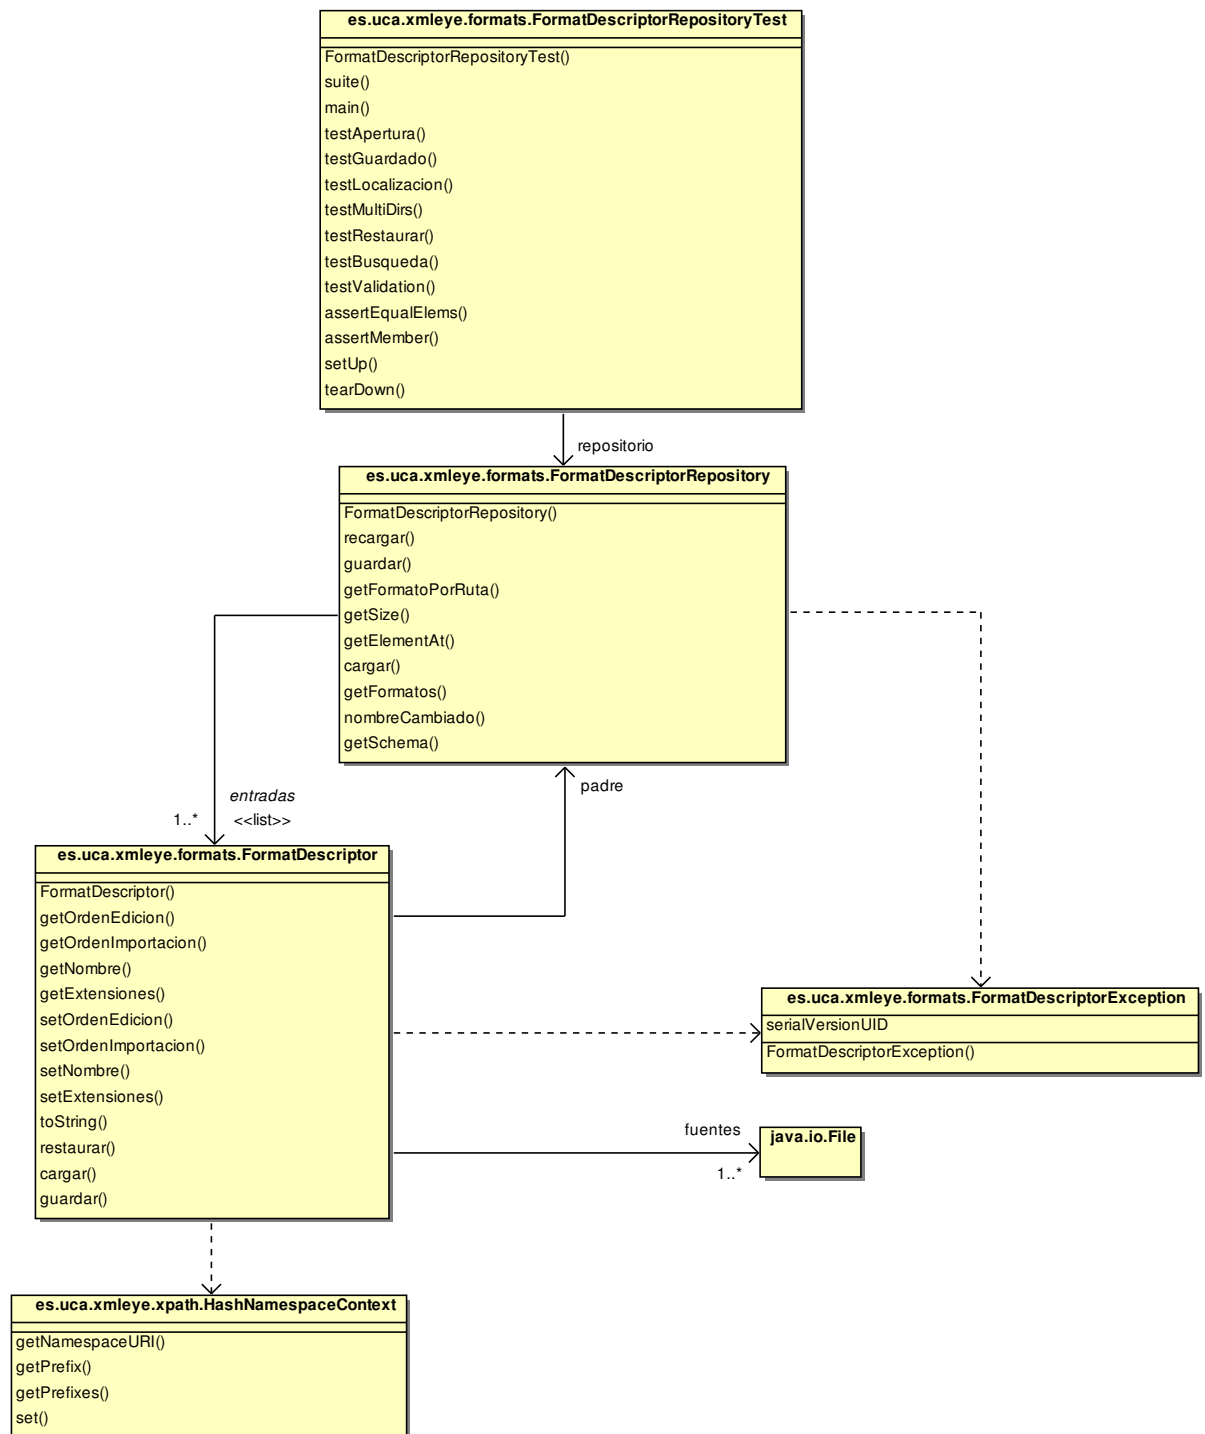 es.uca.xmleye.formats.FormatDescriptorRepositoryTest
FormatDescriptorRepositoryTest()
suite()
main()
testApertura()
testGuardado()
testLocalizacion()
testMultiDirs()
testRestaurar()
testBusqueda()
testValidation()
assertEqualElems()
assertMember()
setUp()
tearDown()
repositorio
es.uca.xmleye.formats.FormatDescriptorRepository
FormatDescriptorRepository()
recargar()
guardar()
getFormatoPorRuta()
getSize()
getElementAt()
cargar()
getFormatos()
nombreCambiado()
getSchema()
padre
entradas
1..* <<list>>
es.uca.xmleye.formats.FormatDescriptor
FormatDescriptor()
getOrdenEdicion()
getOrdenImportacion()
getNombre()
getExtensiones()
setOrdenEdicion()
setOrdenImportacion()
setNombre()
setExtensiones()
toString()
restaurar()
cargar()
guardar()
es.uca.xmleye.formats.FormatDescriptorException
serialVersionUID
FormatDescriptorException()
fuentes
1..*
java.io.File
es.uca.xmleye.xpath.HashNamespaceContext
getNamespaceURI()
getPrefix()
getPrefixes()
set()